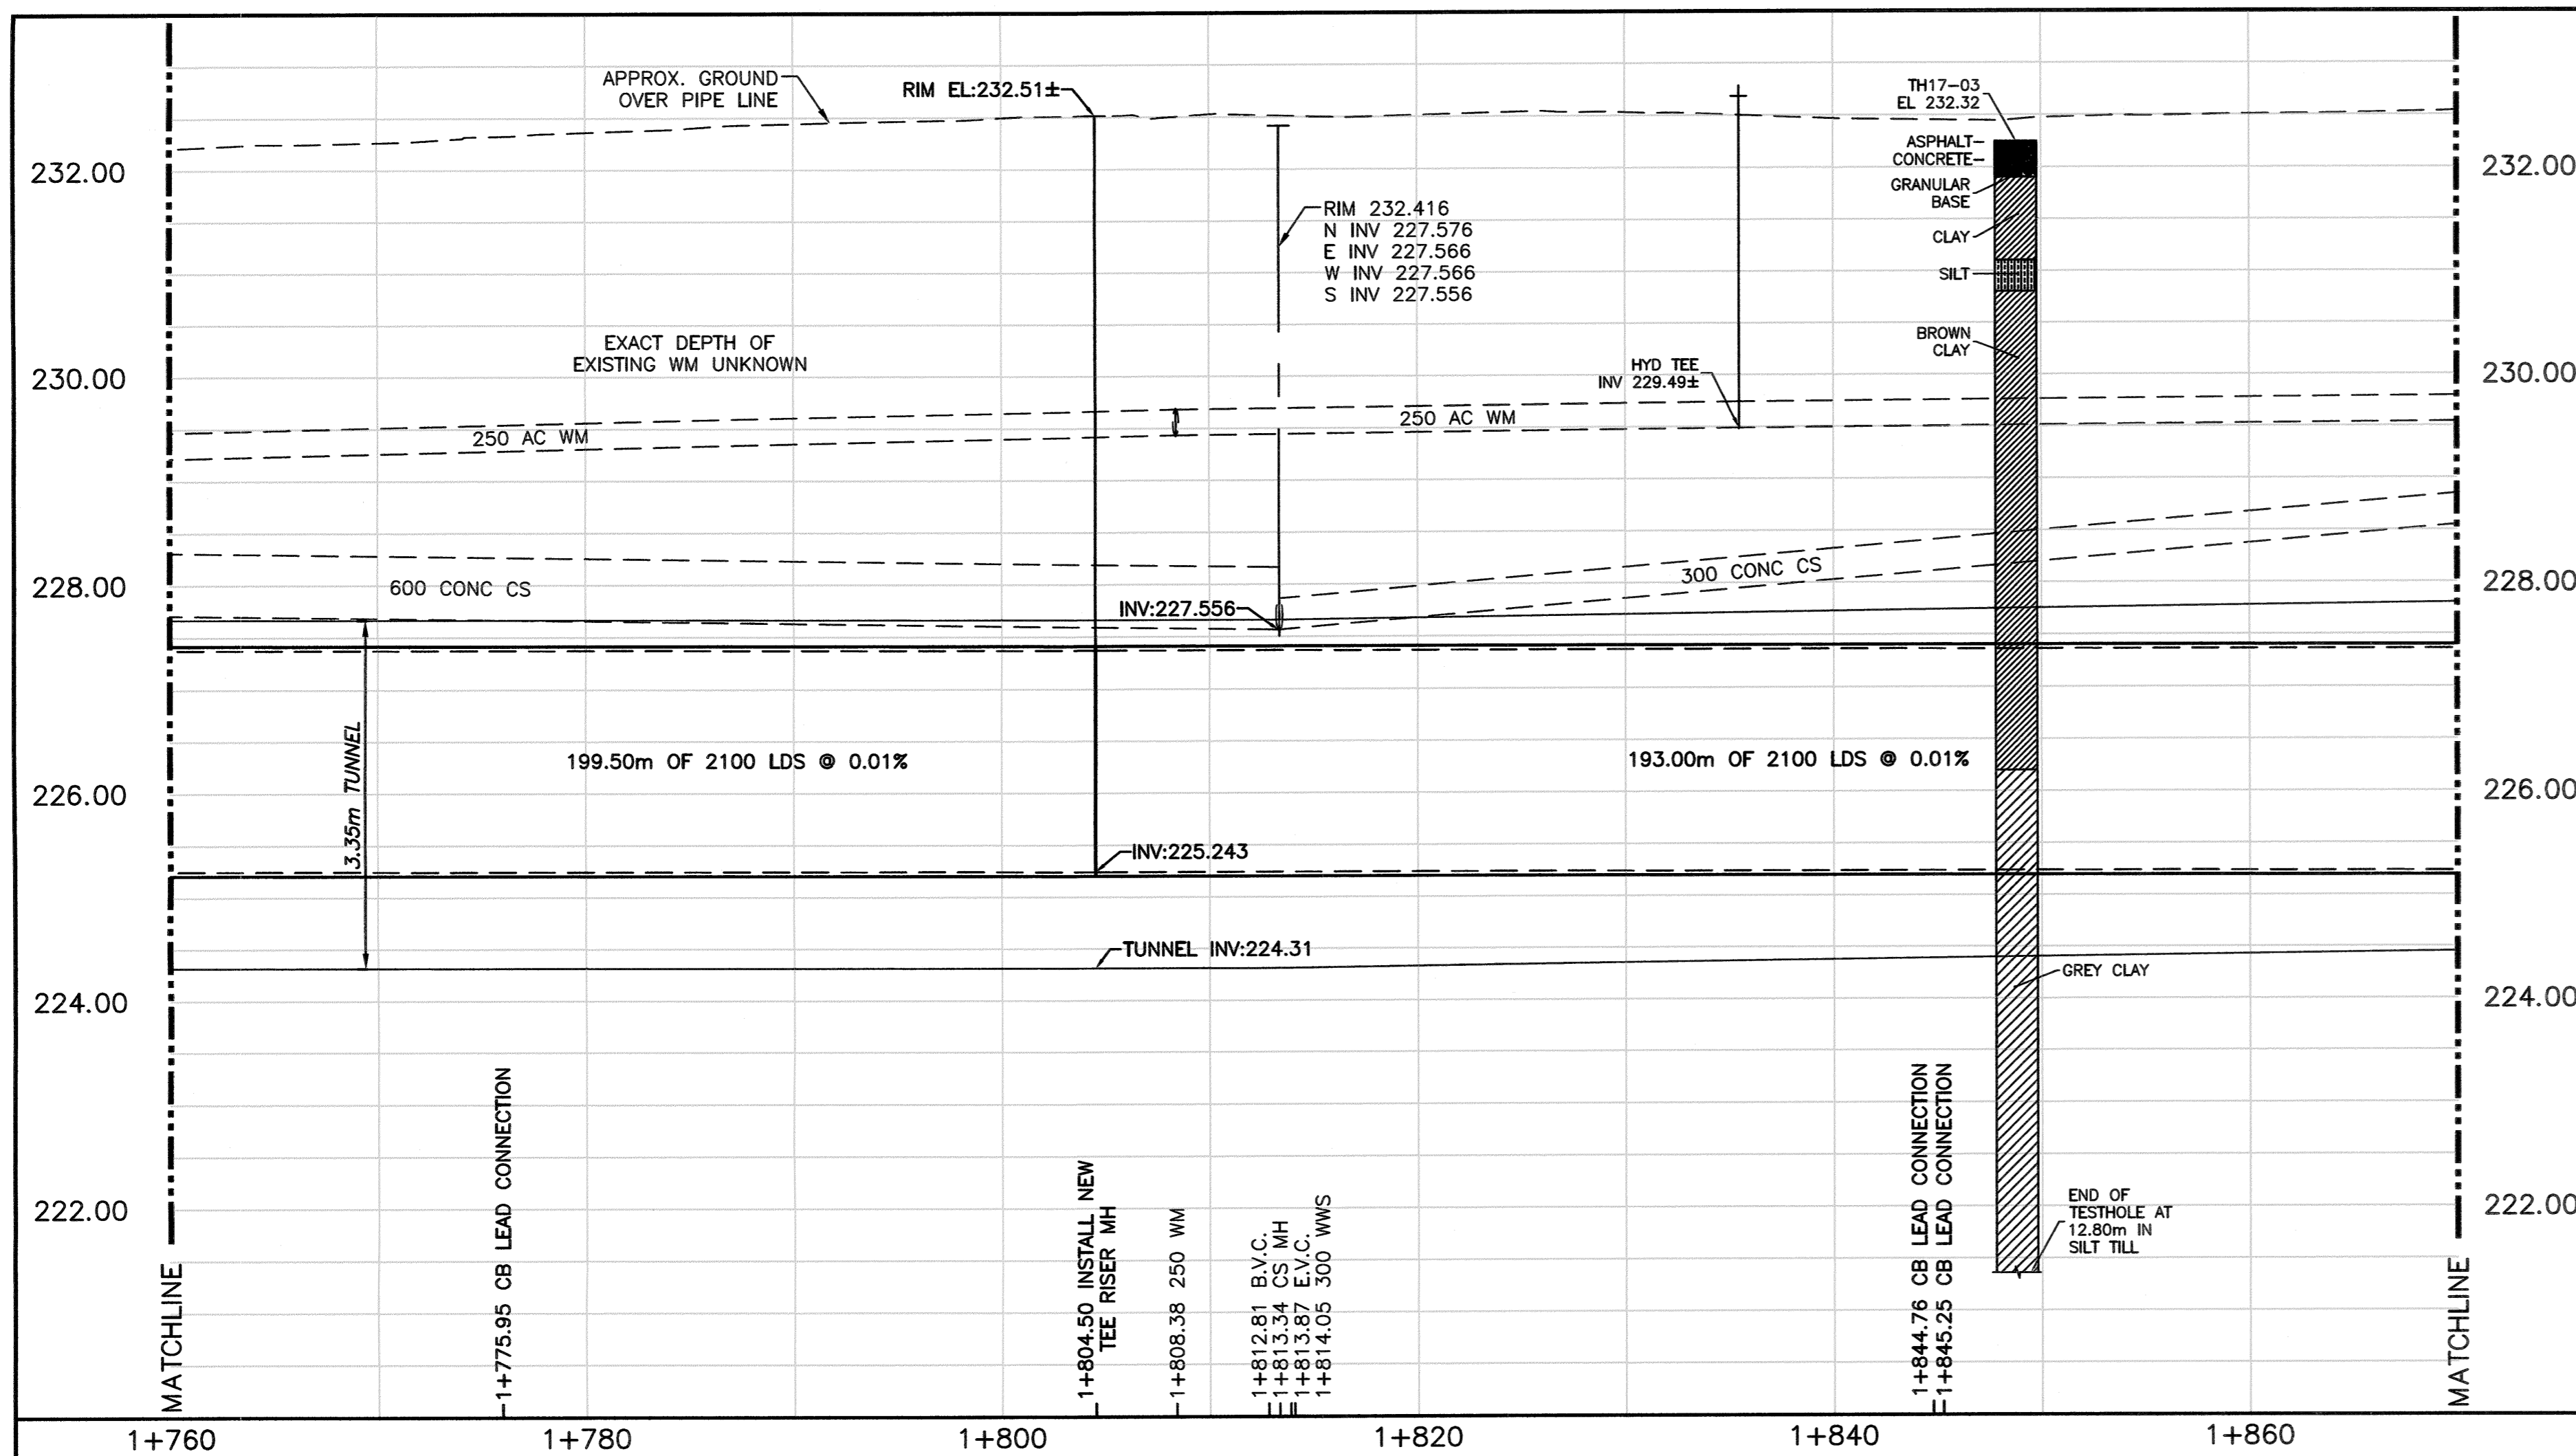 APPROX. GROUND
OVER PIPE LINE
RIM EL:232.51±
TH17-03
EL 232.32
ASPHALT
CONCRETE
GRANULAR
BASE
CLAY
SILT
BROWN
CLAY
232.00
232.00
RIM 232.416
N INV 227.576
E INV 227.566
W INV 227.566
S INV 227.556
EXACT DEPTH OF
EXISTING WM UNKNOWN
HYD TEE
INV 229.49±
230.00
230.00
250 AC WM
250 AC WM
600 CONC CS
300 CONC CS
228.00
228.00
INV:227.556
3.35m TUNNEL
199.50m OF 2100 LDS @ 0.01%
193.00m OF 2100 LDS @ 0.01%
226.00
226.00
INV:225.243
TUNNEL INV:224.31
GREY CLAY
224.00
224.00
222.00
222.00
END OF
TESTHOLE AT
12.80m IN
SILT TILL
MATCHLINE
1+775.95 CB LEAD CONNECTION
1+804.50 INSTALL NEW
TEE RISER MH
1+808.38 250 WM
1+812.81 B.V.C.
1+813.34 CS MH
1+813.87 E.V.C.
1+814.05 300 WWS
1+844.76 CB LEAD CONNECTION
1+845.25 CB LEAD CONNECTION
MATCHLINE
1+760
1+780
1+800
1+820
1+840
1+860